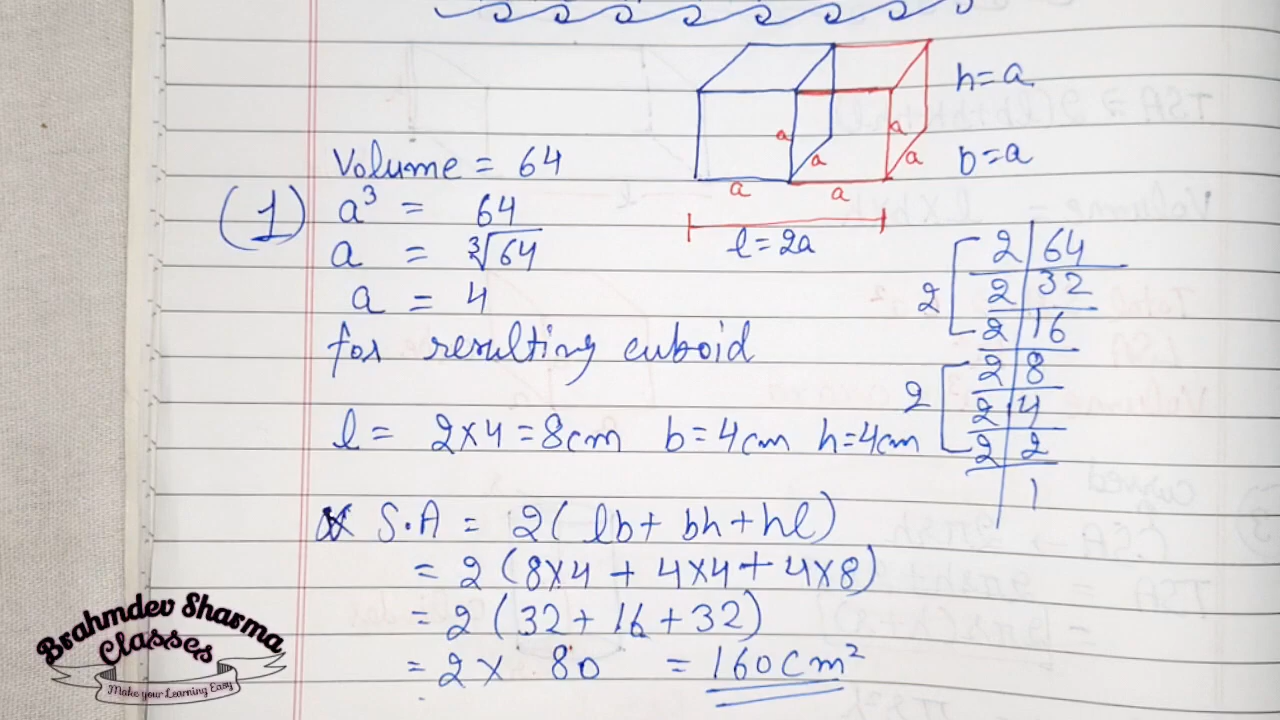 h=a
b=a
a a a a a a
l=2a
Volume = 64
(1) a³ = 64
a = ∛64
a = 4
for resulting cuboid
l = 2×4=8cm b=4cm h=4cm
S.A = 2(lb+bh+hl)
= 2 (8×4 + 4×4+4×8)
= 2 (32+16+32)
= 2 × 80 = 160cm²
2 | 64
2 | 32
2 | 16
2 | 8
2 | 4
2 | 2
1
2
2
Brahmdev Sharma
Classes
Make your Learning Easy